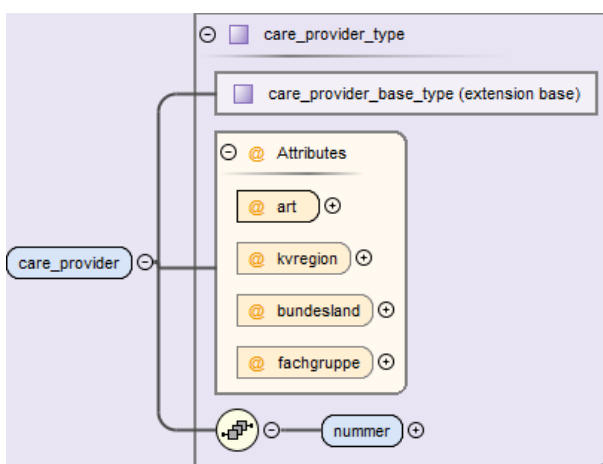 care_provider_type
care_provider_base_type (extension base)
@ Attributes
@ art
@ kvregion
care_provider
@ bundesland
@ fachgruppe
nummer